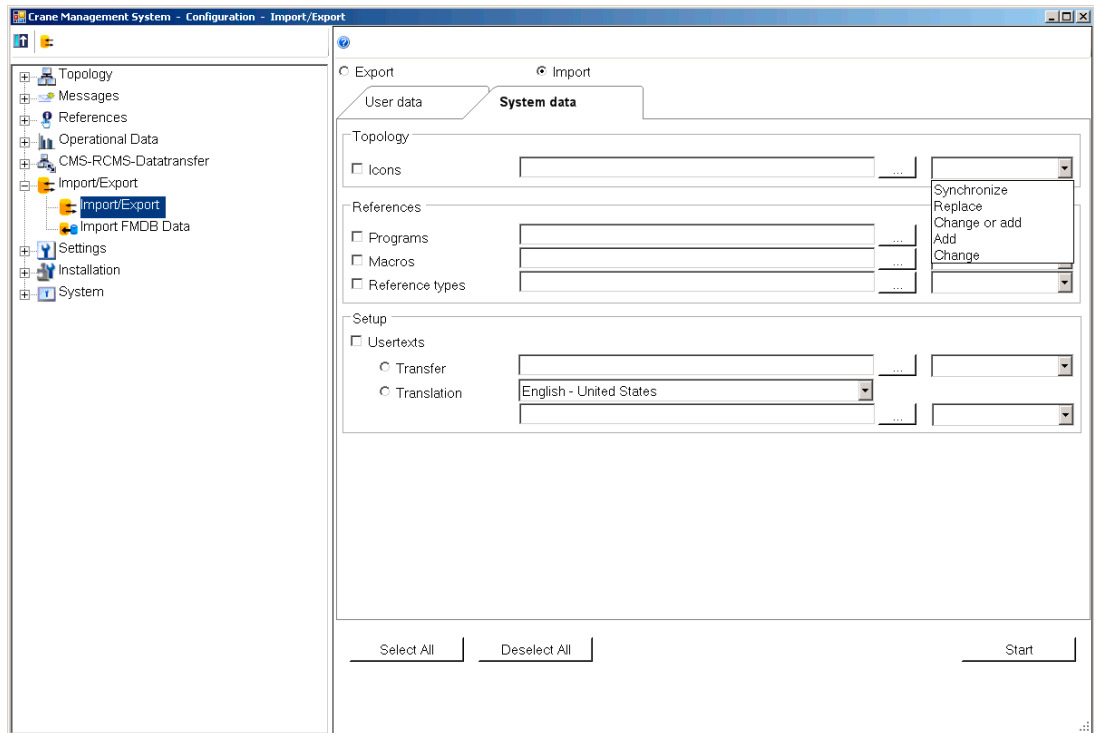 Crane Management System - Configuration - Import/Export
Topology
Messages
References
Operational Data
CMS-RCMS-Datatransfer
Import/Export
Import/Export
Import FMDB Data
Settings
Installation
System
Export
Import
User data
System data
Topology
Icons
...
Synchronize
Replace
Change or add
Add
Change
References
Programs
...
Macros
...
Reference types
...
Setup
Usertexts
Transfer
...
Translation
English - United States
...
Select All
Deselect All
Start